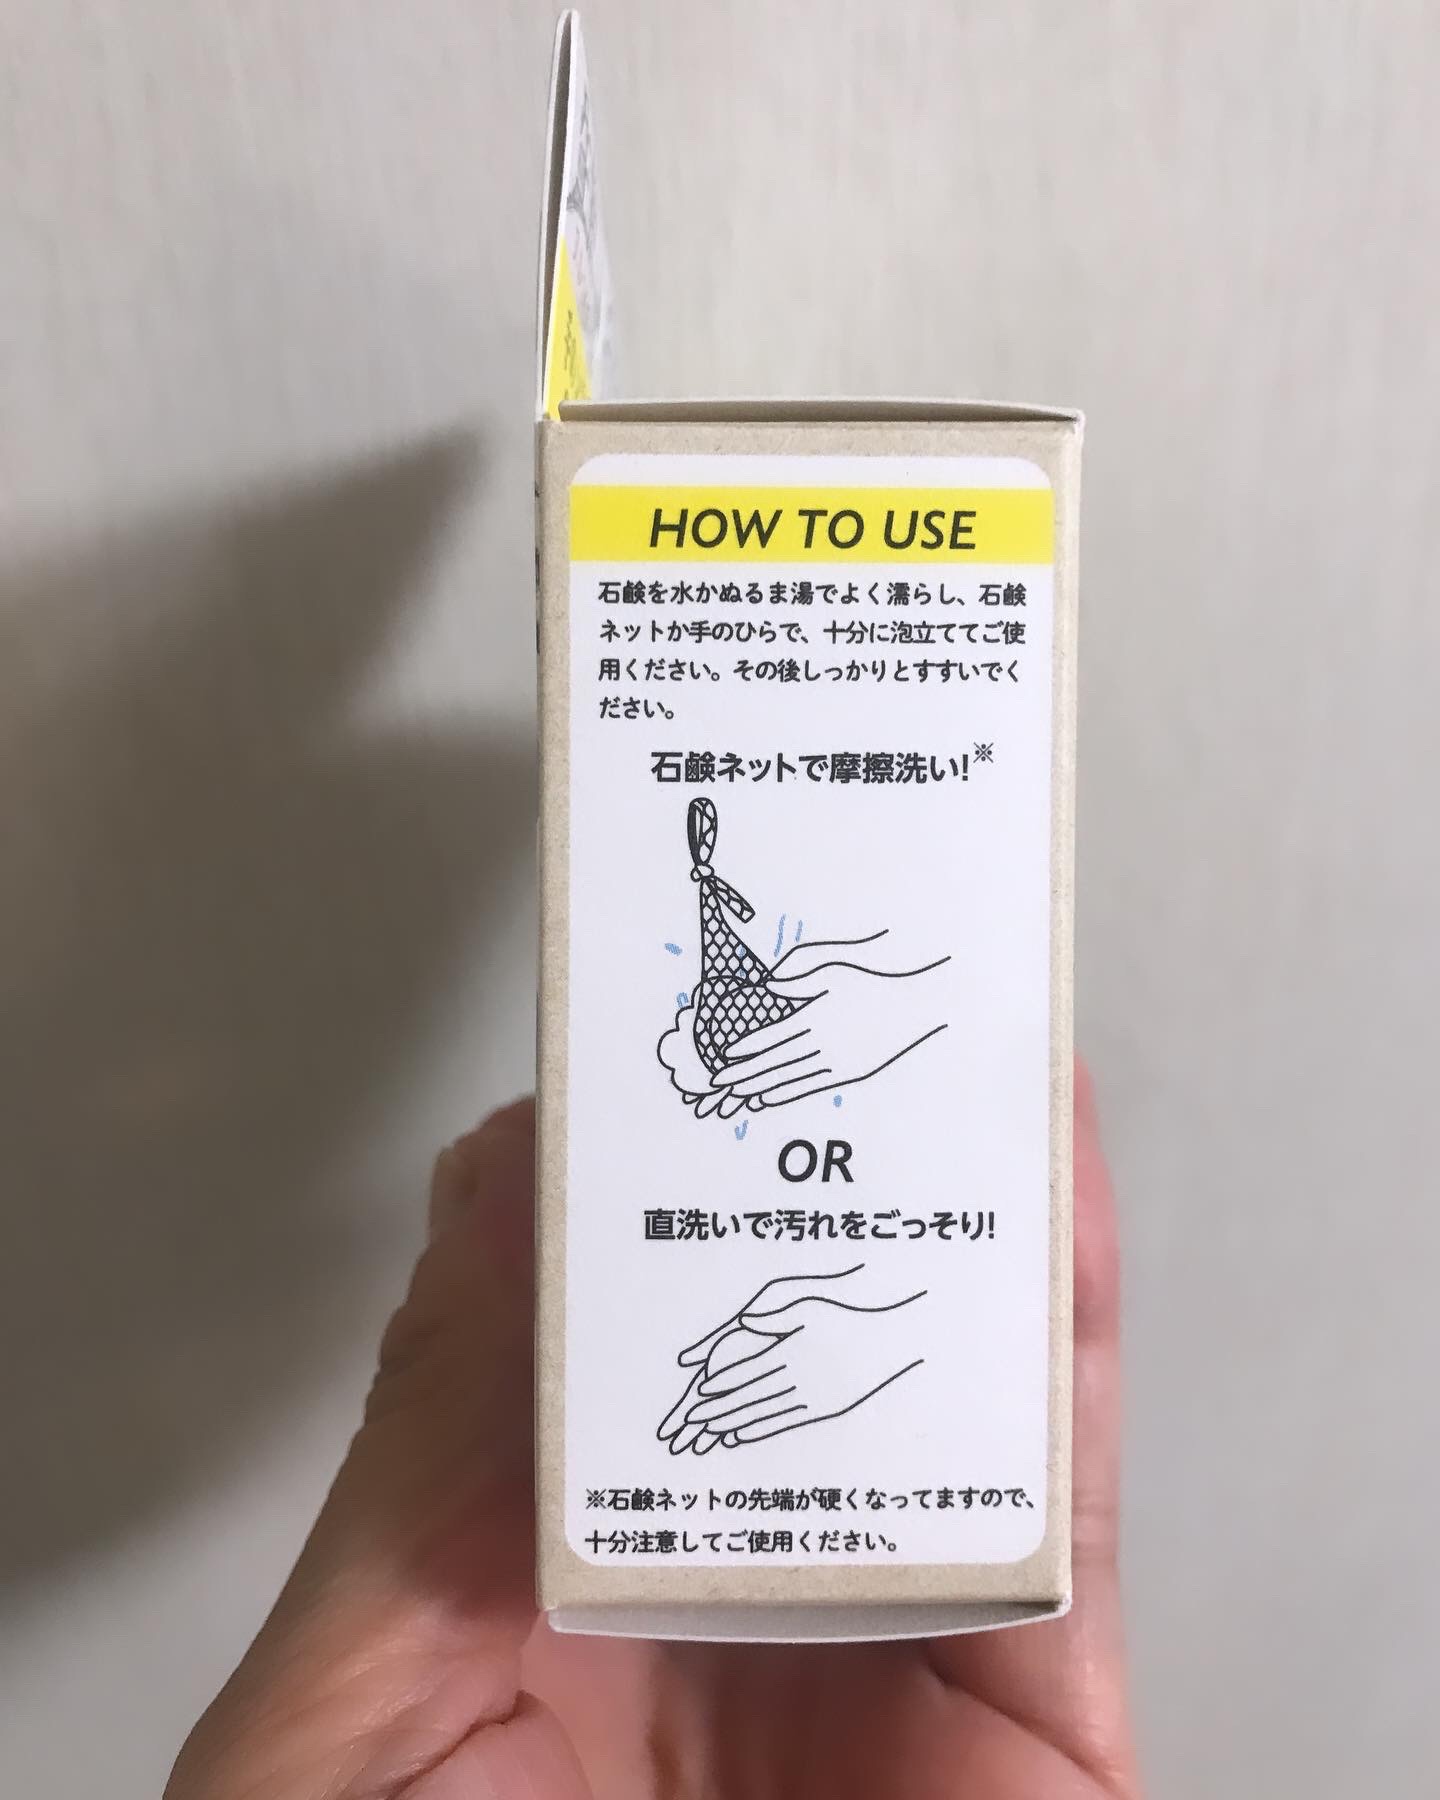 HOW TO USE
石鹸を水かぬるま湯でよく濡らし、石鹸
ネットか手のひらで、十分に泡立ててご使
用ください。その後しっかりとすすいでく
ださい。
石鹸ネットで摩擦洗い!※
OR
直洗いで汚れをごっそり!
※石鹸ネットの先端が硬くなってますので、
十分注意してご使用ください。